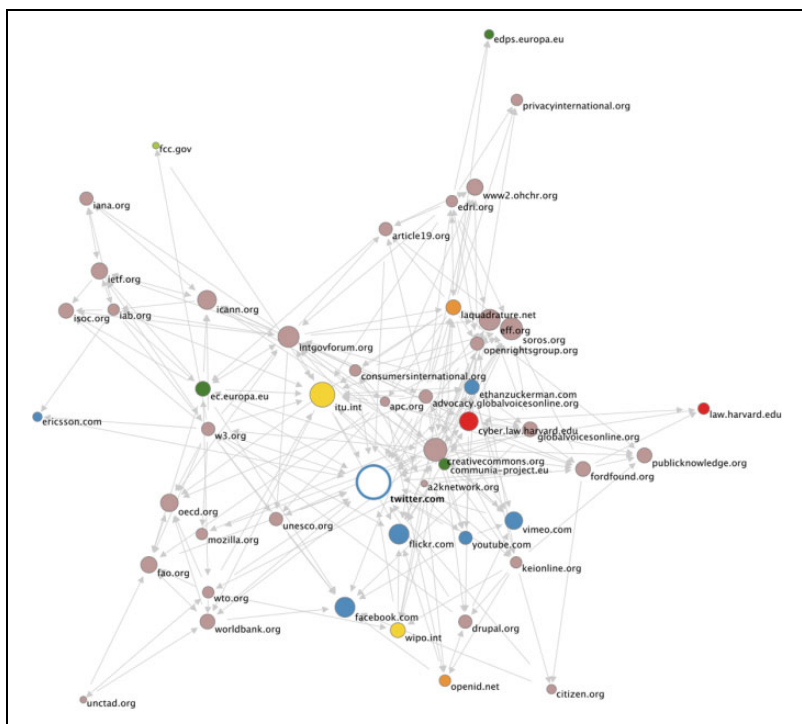 edps.europa.eu
privacyinternational.org
fcc.gov
www2.ohchr.org
iana.org
edri.org
article19.org
ietf.org
icann.org
laquadrature.net
isoc.org
iab.org
eff.org
soros.org
intgovforum.org
openrightsgroup.org
consumersinternational.org
ec.europa.eu
itu.int
ethanzuckerman.com
apc.org
advocacy.globalvoicesonline.org
law.harvard.edu
ericsson.com
cyber.law.harvard.edu
w3.org
globalvoicesonline.org
creativecommons.org
publicknowledge.org
communia-project.eu
fordfound.org
a2knetwork.org
twitter.com
oecd.org
unesco.org
vimeo.com
mozilla.org
flickr.com
youtube.com
fao.org
keionline.org
wto.org
facebook.com
worldbank.org
wipo.int
drupal.org
openid.net
citizen.org
unctad.org